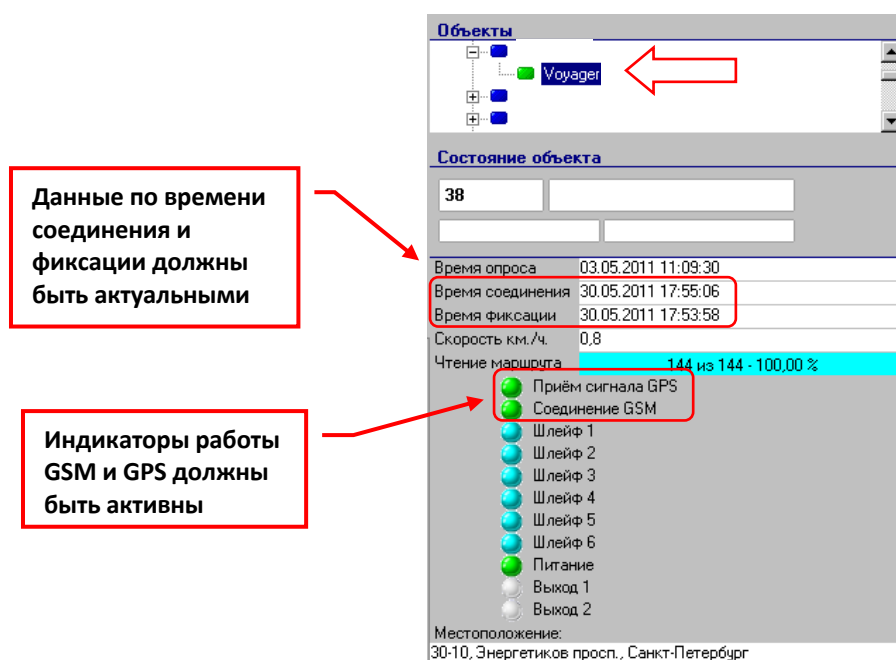 Объекты
Voyager
Состояние объекта
38
Данные по времени
соединения и
фиксации должны
быть актуальными
Время опроса 03.05.2011 11:09:30
Время соединения 30.05.2011 17:55:06
Время фиксации 30.05.2011 17:53:58
Скорость км./ч. 0,8
Чтение маршрута 144 из 144 - 100,00 %
Приём сигнала GPS
Соединение GSM
Индикаторы работы
GSM и GPS должны
быть активны
Шлейф 1
Шлейф 2
Шлейф 3
Шлейф 4
Шлейф 5
Шлейф 6
Питание
Выход 1
Выход 2
Местоположение:
30-10, Энергетиков просп., Санкт-Петербург